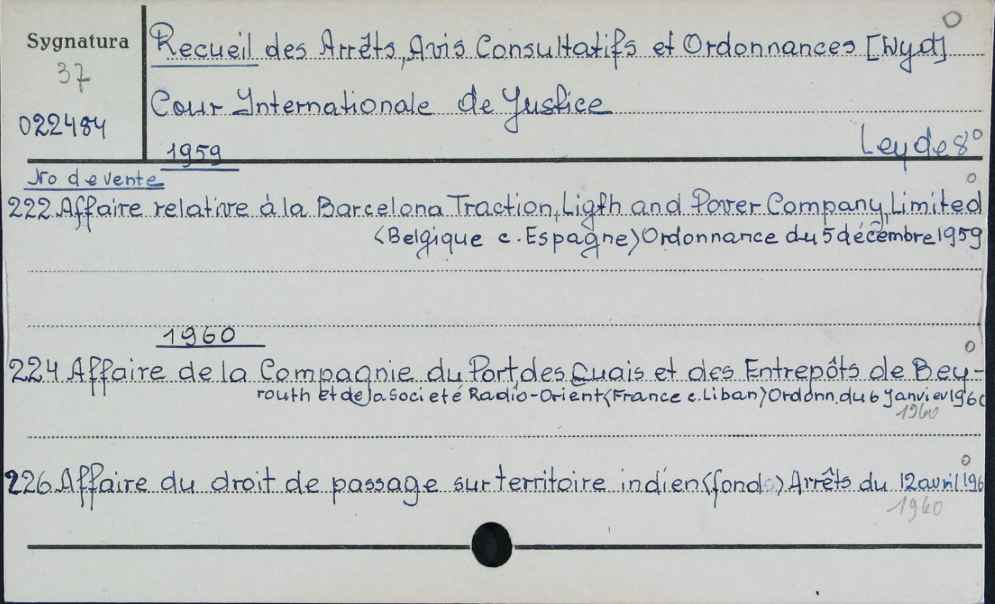 Sygnatura
37
022484
Recueil des Arrêts, Avis Consultatifs et Ordonnances [Wyd]
Cour Internationale de Justice
Leyde 8°
1959
No de vente
222 Affaire relative à la Barcelona Traction, Ligth and Pover Company, Limited
(Belgique c. Espagne) Ordonnance du 5 décembre 1959
1960
224 Affaire de la Compagnie du Port, des Quais et des Entrepôts de Bey-
routh et de la Societé Radio-Orient (France c. Liban) Ordonn. du 6 Janvier 1960
1960
226 Affaire du droit de passage sur territoire indien (fond) Arrêts du 12 avril 196
1960